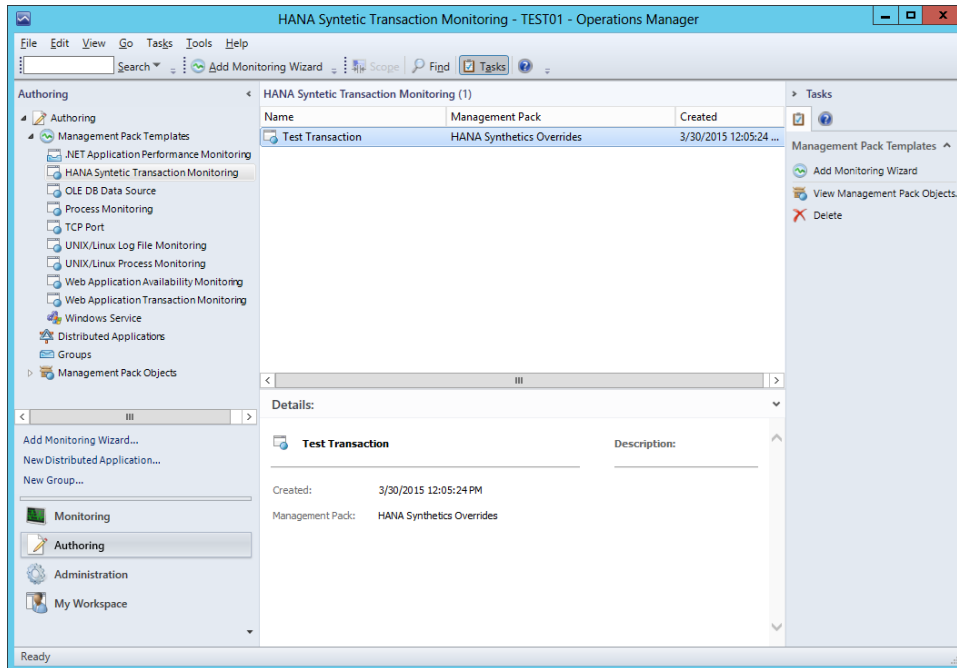 HANA Syntetic Transaction Monitoring - TEST01 - Operations Manager
File Edit View Go Tasks Tools Help
Search Add Monitoring Wizard Scope Find Tasks
Authoring
Authoring
Management Pack Templates
.NET Application Performance Monitoring
HANA Syntetic Transaction Monitoring
OLE DB Data Source
Process Monitoring
TCP Port
UNIX/Linux Log File Monitoring
UNIX/Linux Process Monitoring
Web Application Availability Monitoring
Web Application Transaction Monitoring
Windows Service
Distributed Applications
Groups
Management Pack Objects
Add Monitoring Wizard...
New Distributed Application...
New Group...
Monitoring
Authoring
Administration
My Workspace
HANA Syntetic Transaction Monitoring (1)
Name Management Pack Created
Test Transaction HANA Synthetics Overrides 3/30/2015 12:05:24 ...
Details:
Test Transaction Description:
Created: 3/30/2015 12:05:24 PM
Management Pack: HANA Synthetics Overrides
Tasks
Management Pack Templates
Add Monitoring Wizard
View Management Pack Objects.
Delete
Ready